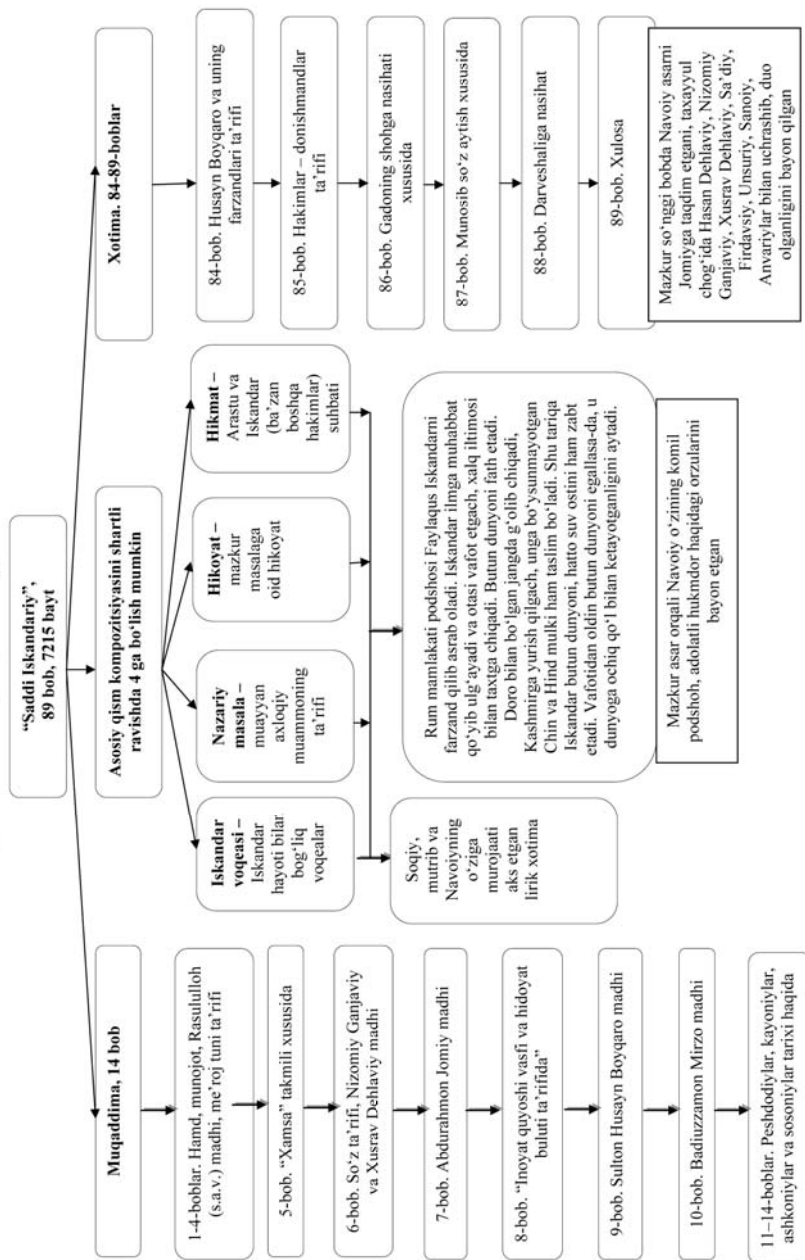 “Saddi Iskandariy”,
89 bob, 7215 bayt
Muqaddima, 14 bob
1-4-boblar. Hamd, munojot, Rasululloh
(s.a.v.) madhi, me’roj tuni ta’rifi
5-bob. “Xamsa” takmili xususida
6-bob. So‘z ta’rifi, Nizomiy Ganjaviy
va Xusrav Dehlaviy madhi
7-bob. Abdurahmon Jomiy madhi
8-bob. “Inoyat quyoshi vasfi va hidoyat
buluti ta’rifida”
9-bob. Sulton Husayn Boyqaro madhi
10-bob. Badiuzzamon Mirzo madhi
11–14-boblar. Peshdodiylar, kayoniylar,
ashkoniylar va sosoniylar tarixi haqida
Asosiy qism kompozitsiyasini shartli
ravishda 4 ga bo‘lish mumkin
Iskandar
voqeasi –
Iskandar
hayoti bilar
bog‘liq
voqealar
Nazariy
masala –
muayyan
axloqiy
muammoning
ta’rifi
Hikoyat –
mazkur
masalaga
oid hikoyat
Hikmat –
Arastu va
Iskandar
(ba’zan
boshqa
hakimlar)
suhbati
Soqiy,
mutrib va
Navoiyning
o‘ziga
murojaati
aks etgan
lirik xotima
Rum mamlakati podshosi Faylaqus Iskandarni
farzand qilib asrab oladi. Iskandar ilmga muhabbat
qo‘yib ulg‘ayadi va otasi vafot etgach, xalq iltimosi
bilan taxtga chiqadi. Butun dunyoni fath etadi.
Doro bilan bo‘lgan jangda g‘olib chiqadi,
Kashmirga yurish qilgach, unga bo‘ysunmayotgan
Chin va Hind mulki ham taslim bo‘ladi. Shu tariqa
Iskandar butun dunyoni, hatto suv ostini ham zabt
etadi. Vafotidan oldin butun dunyoni egallasa-da, u
dunyoga ochiq qo‘l bilan ketayotganligini aytadi.
Mazkur asar orqali Navoiy o‘zining komil
podshoh, adolatli hukmdor haqidagi orzularini
bayon etgan
Xotima. 84-89-boblar
84-bob. Husayn Boyqaro va uning
farzandlari ta’rifi
85-bob. Hakimlar – donishmandlar
ta’rifi
86-bob. Gadoning shohga nasihati
xususida
87-bob. Munosib so‘z aytish xususida
88-bob. Darveshaliga nasihat
89-bob. Xulosa
Mazkur so‘nggi bobda Navoiy asarni
Jomiyga taqdim etgani, taxayyul
chog‘ida Hasan Dehlaviy, Nizomiy
Ganjaviy, Xusrav Dehlaviy, Sa’diy,
Firdavsiy, Unsuriy, Sanoiy,
Anvariylar bilan uchrashib, duo
olganligini bayon qilgan